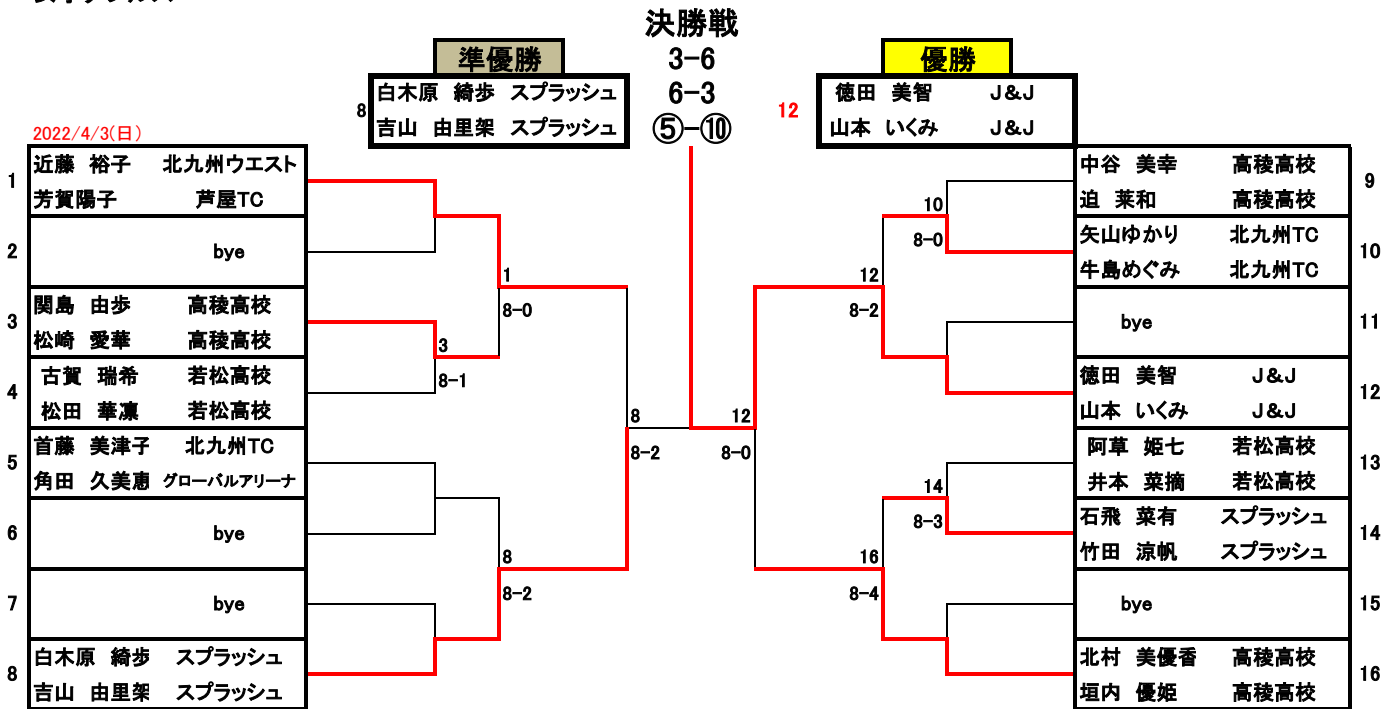 決勝戦
準優勝
3-6
優勝
8
白木原 綺歩 スプラッシュ
吉山 由里架 スプラッシュ
6-3
⑤-⑩
12
徳田 美智 J&J
山本 いくみ J&J
2022/4/3(日)
1
近藤 裕子 北九州ウエスト
芳賀陽子 芦屋TC
2
bye
3
関島 由歩 高稜高校
松崎 愛華 高稜高校
4
古賀 瑞希 若松高校
松田 華凛 若松高校
5
首藤 美津子 北九州TC
角田 久美恵 グローバルアリーナ
6
bye
7
bye
8
白木原 綺歩 スプラッシュ
吉山 由里架 スプラッシュ
1
8-0
3
8-1
8
8-2
8
8-2
12
8-0
10
8-0
12
8-2
14
8-3
16
8-4
中谷 美幸 高稜高校
迫 莱和 高稜高校
9
矢山ゆかり 北九州TC
牛島めぐみ 北九州TC
10
bye
11
徳田 美智 J&J
山本 いくみ J&J
12
阿草 姫七 若松高校
井本 菜摘 若松高校
13
石飛 菜有 スプラッシュ
竹田 涼帆 スプラッシュ
14
bye
15
北村 美優香 高稜高校
垣内 優姫 高稜高校
16